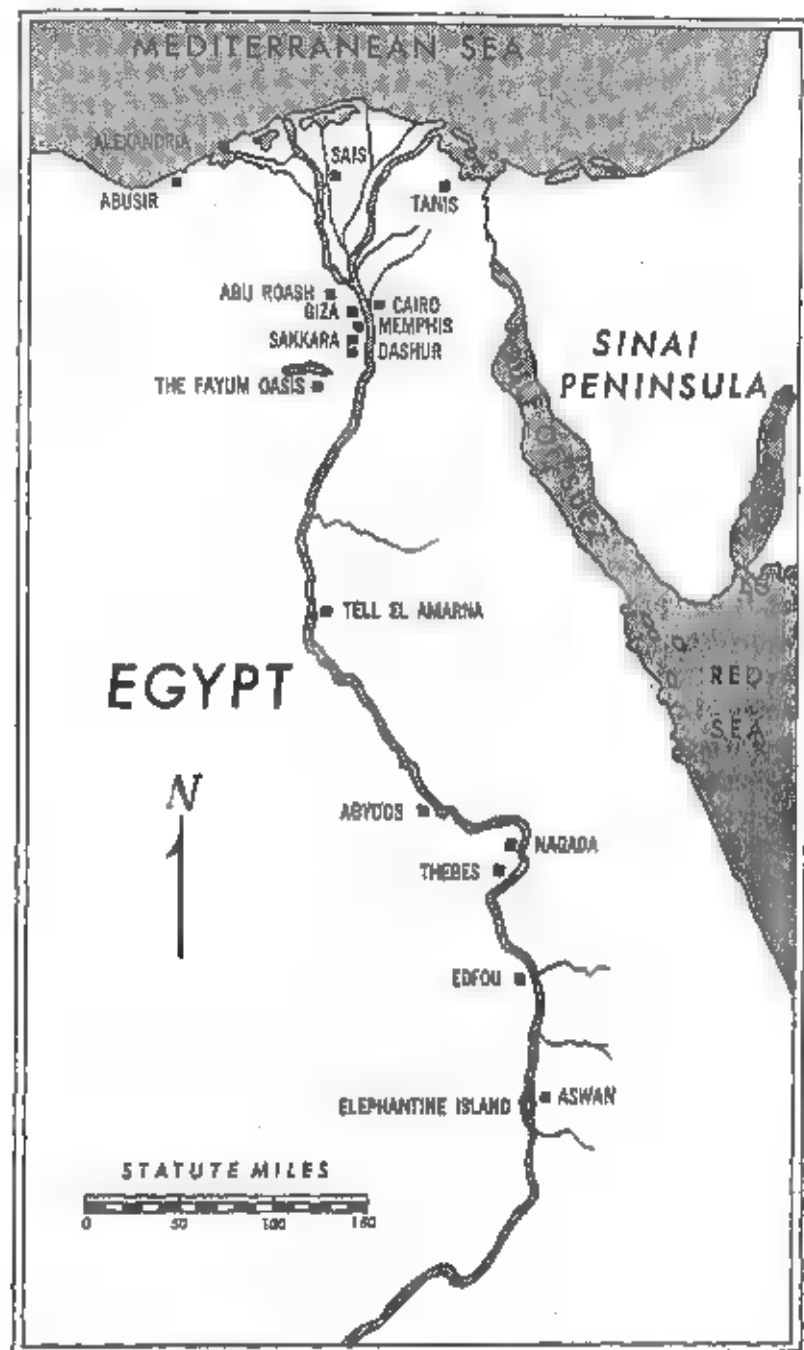 MEDITERRANEAN SEA
ALEXANDRIA
SAIS
ABUSIR
TANIS
ABU ROASH
GIZA
CAIRO
MEMPHIS
SAKKARA
DASHUR
THE FAYUM OASIS
SINAI
PENINSULA
TELL EL AMARNA
EGYPT
RED
SEA
N
ABYDOS
NAGADA
THEBES
EDFOU
ELEPHANTINE ISLAND
ASWAN
STATUTE MILES
0 50 100 150